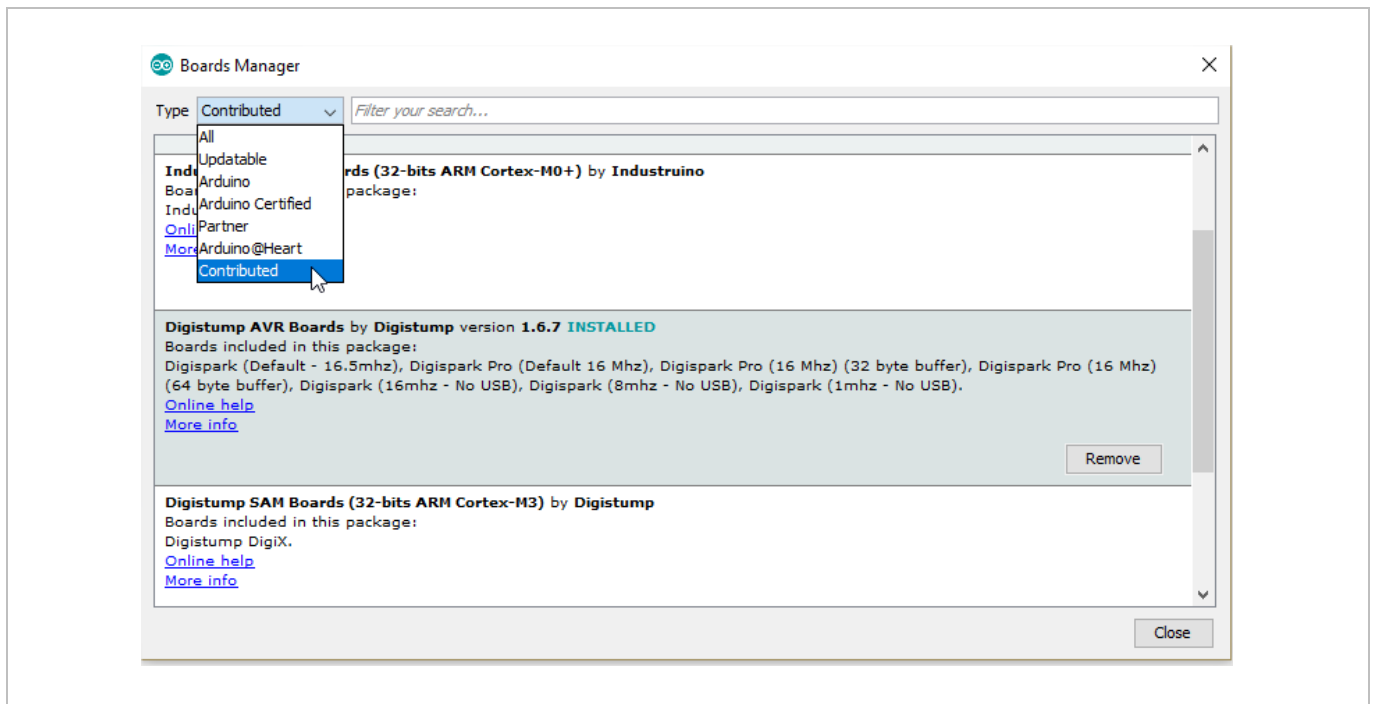 Boards Manager
Type Contributed Filter your search...
All
Updatable
Arduino
Arduino Certified
Partner
Arduino@Heart
Contributed
rds (32-bits ARM Cortex-M0+) by Industruino
package:
Digistump AVR Boards by Digistump version 1.6.7 INSTALLED
Boards included in this package:
Digispark (Default - 16.5mhz), Digispark Pro (Default 16 Mhz), Digispark Pro (16 Mhz) (32 byte buffer), Digispark Pro (16 Mhz)
(64 byte buffer), Digispark (16mhz - No USB), Digispark (8mhz - No USB), Digispark (1mhz - No USB).
Online help
More info
Remove
Digistump SAM Boards (32-bits ARM Cortex-M3) by Digistump
Boards included in this package:
Digistump DigiX.
Online help
More info
Close